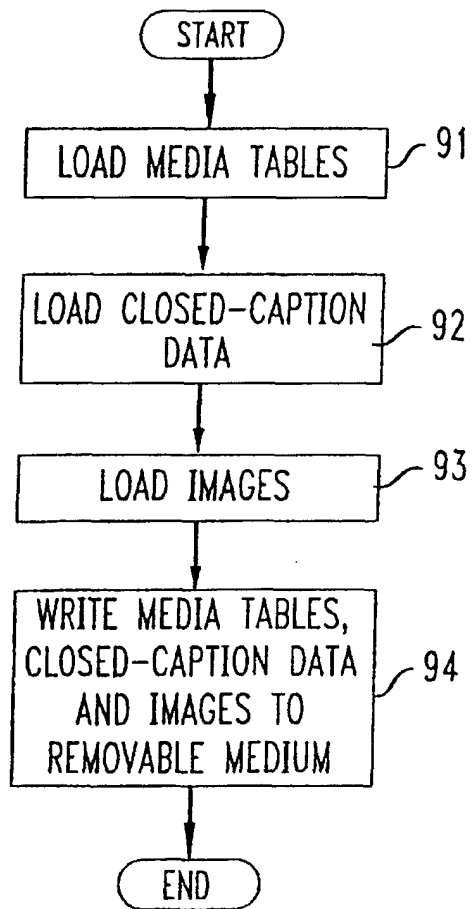 START
LOAD MEDIA TABLES
91
LOAD CLOSED-CAPTION
DATA
92
LOAD IMAGES
93
WRITE MEDIA TABLES,
CLOSED-CAPTION DATA
AND IMAGES TO
REMOVABLE MEDIUM
94
END